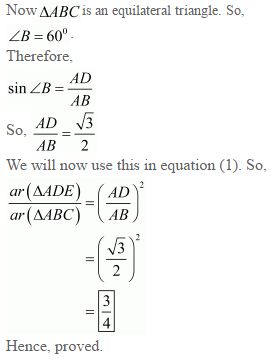 Now ΔABC is an equilateral triangle. So,
∠B = 60⁰.
Therefore,
sin ∠B = AD/AB
So, AD/AB = √3/2
We will now use this in equation (1). So,
ar(ΔADE)/ar(ΔABC) = (AD/AB)²
= (√3/2)²
= 3/4
Hence, proved.